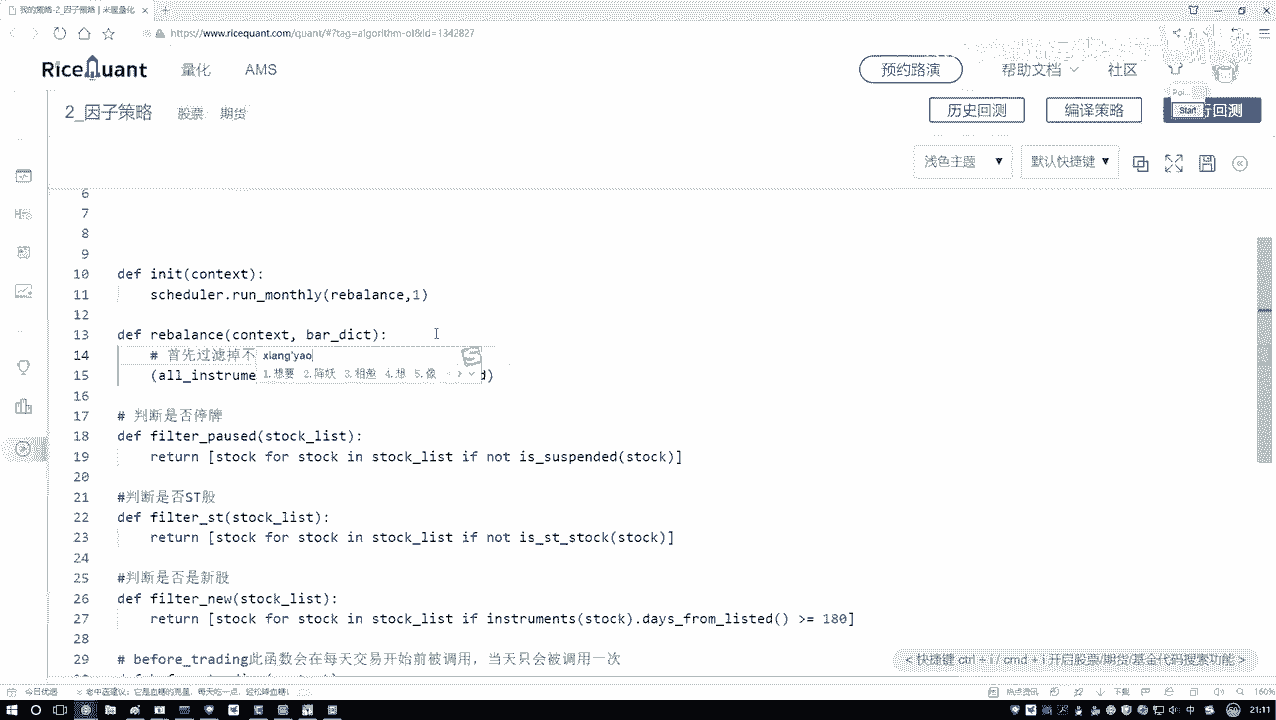 我的策略-2_因子策略 | 米筐量化
https://www.ricequant.com/quant/#?tag=algorithm-ol&id=1342827
RiceQuant 量化 AMS 预约路演 帮助文档 社区
2_因子策略 股票 期货 历史回测 编译策略 Start 回测
浅色主题 默认快捷键
6
7
8
9
10 def init(context):
11 scheduler.run_monthly(rebalance,1)
12
13 def rebalance(context, bar_dict):
14 # 首先过滤掉不 xiang'yao
1.想要 2.降妖 3.相邀 4.想 5.像
15 (all_instrume d)
16
17 # 判断是否停牌
18 def filter_paused(stock_list):
19 return [stock for stock in stock_list if not is_suspended(stock)]
20
21 #判断是否ST股
22 def filter_st(stock_list):
23 return [stock for stock in stock_list if not is_st_stock(stock)]
24
25 #判断是否是新股
26 def filter_new(stock_list):
27 return [stock for stock in stock_list if instruments(stock).days_from_listed() >= 180]
28
29 # before_trading此函数会在每天交易开始前被调用，当天只会被调用一次
< 快捷键 ctrl + i / cmd + i 开启股票/期货/基金代码搜索功能 >
今日优选 热点资讯 下载 160%
中 21:11